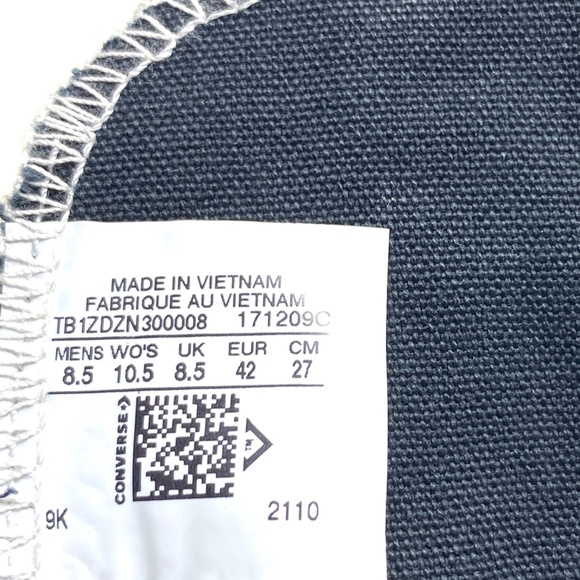 MADE IN VIETNAM
FABRIQUE AU VIETNAM
TB1ZDZN300008 171209C
MENS WO'S UK EUR CM
8.5 10.5 8.5 42 27
CONVERSE
TM
9K 2110